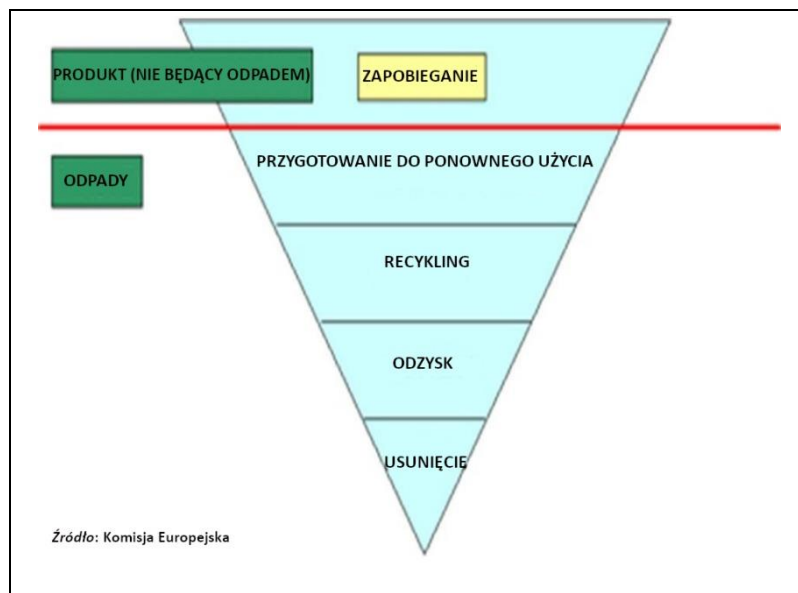 PRODUKT (NIE BĘDĄCY ODPADEM)
ZAPOBIEGANIE
PRZYGOTOWANIE DO PONOWNEGO UŻYCIA
ODPADY
RECYKLING
ODZYSK
USUNIĘCIE
Źródło: Komisja Europejska